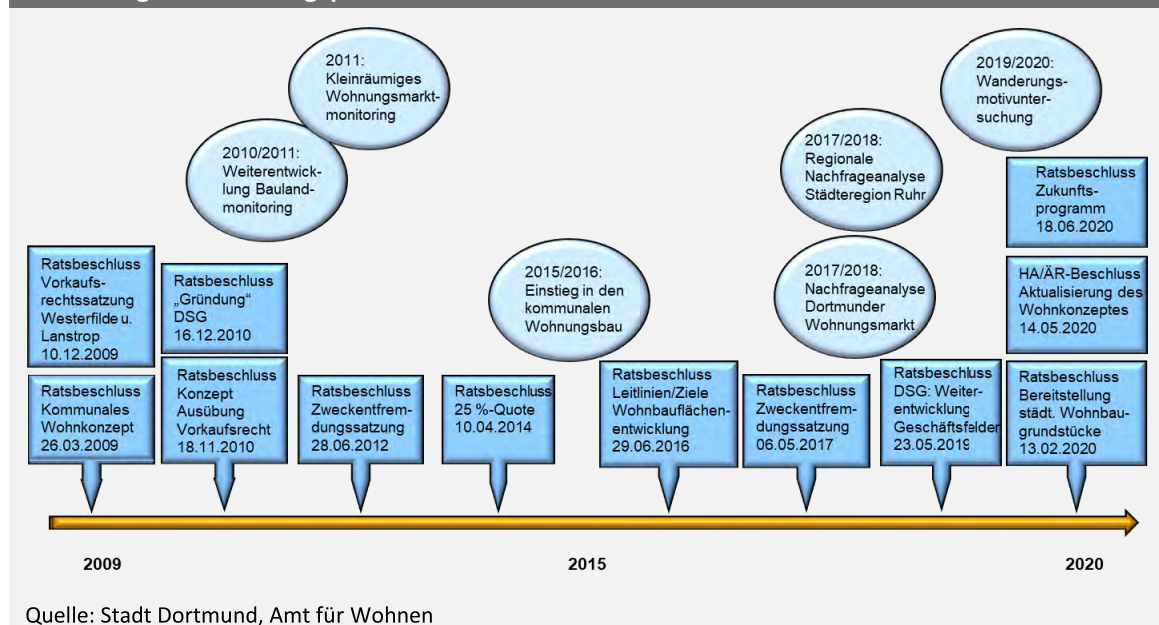 2011:
Kleinräumiges
Wohnungsmarkt-
monitoring
2010/2011:
Weiterentwick-
lung Bauland-
monitoring
2019/2020:
Wanderungs-
motivunter-
suchung
2017/2018:
Regionale
Nachfrageanalyse
Städteregion Ruhr
2015/2016:
Einstieg in den
kommunalen
Wohnungsbau
2017/2018:
Nachfrageanalyse
Dortmunder
Wohnungsmarkt
Ratsbeschluss
Vorkaufs-
rechtssatzung
Westerfilde u.
Lanstrop
10.12.2009
Ratsbeschluss
Kommunales
Wohnkonzept
26.03.2009
Ratsbeschluss
„Gründung“
DSG
16.12.2010
Ratsbeschluss
Konzept
Ausübung
Vorkaufsrecht
18.11.2010
Ratsbeschluss
Zweckentfrem-
dungssatzung
28.06.2012
Ratsbeschluss
25 %-Quote
10.04.2014
Ratsbeschluss
Leitlinien/Ziele
Wohnbauflächen-
entwicklung
29.06.2016
Ratsbeschluss
Zweckentfrem-
dungssatzung
06.05.2017
Ratsbeschluss
DSG: Weiter-
entwicklung
Geschäftsfelder
23.05.2019
Ratsbeschluss
Zukunfts-
programm
18.06.2020
HA/ÄR-Beschluss
Aktualisierung des
Wohnkonzeptes
14.05.2020
Ratsbeschluss
Bereitstellung
städt. Wohnbau-
grundstücke
13.02.2020
2009
2015
2020
Quelle: Stadt Dortmund, Amt für Wohnen